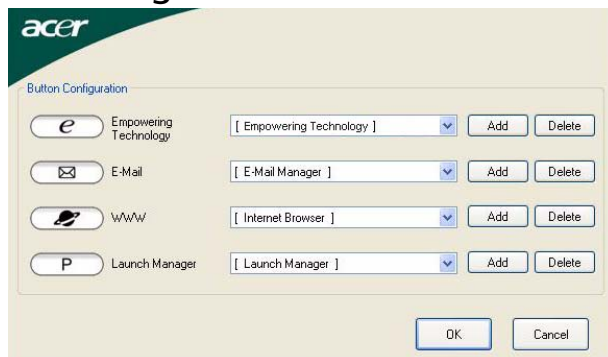 acer
Button Configuration
e Empowering Technology [ Empowering Technology ] Add Delete
E-Mail [ E-Mail Manager ] Add Delete
WWW [ Internet Browser ] Add Delete
P Launch Manager [ Launch Manager ] Add Delete
OK Cancel